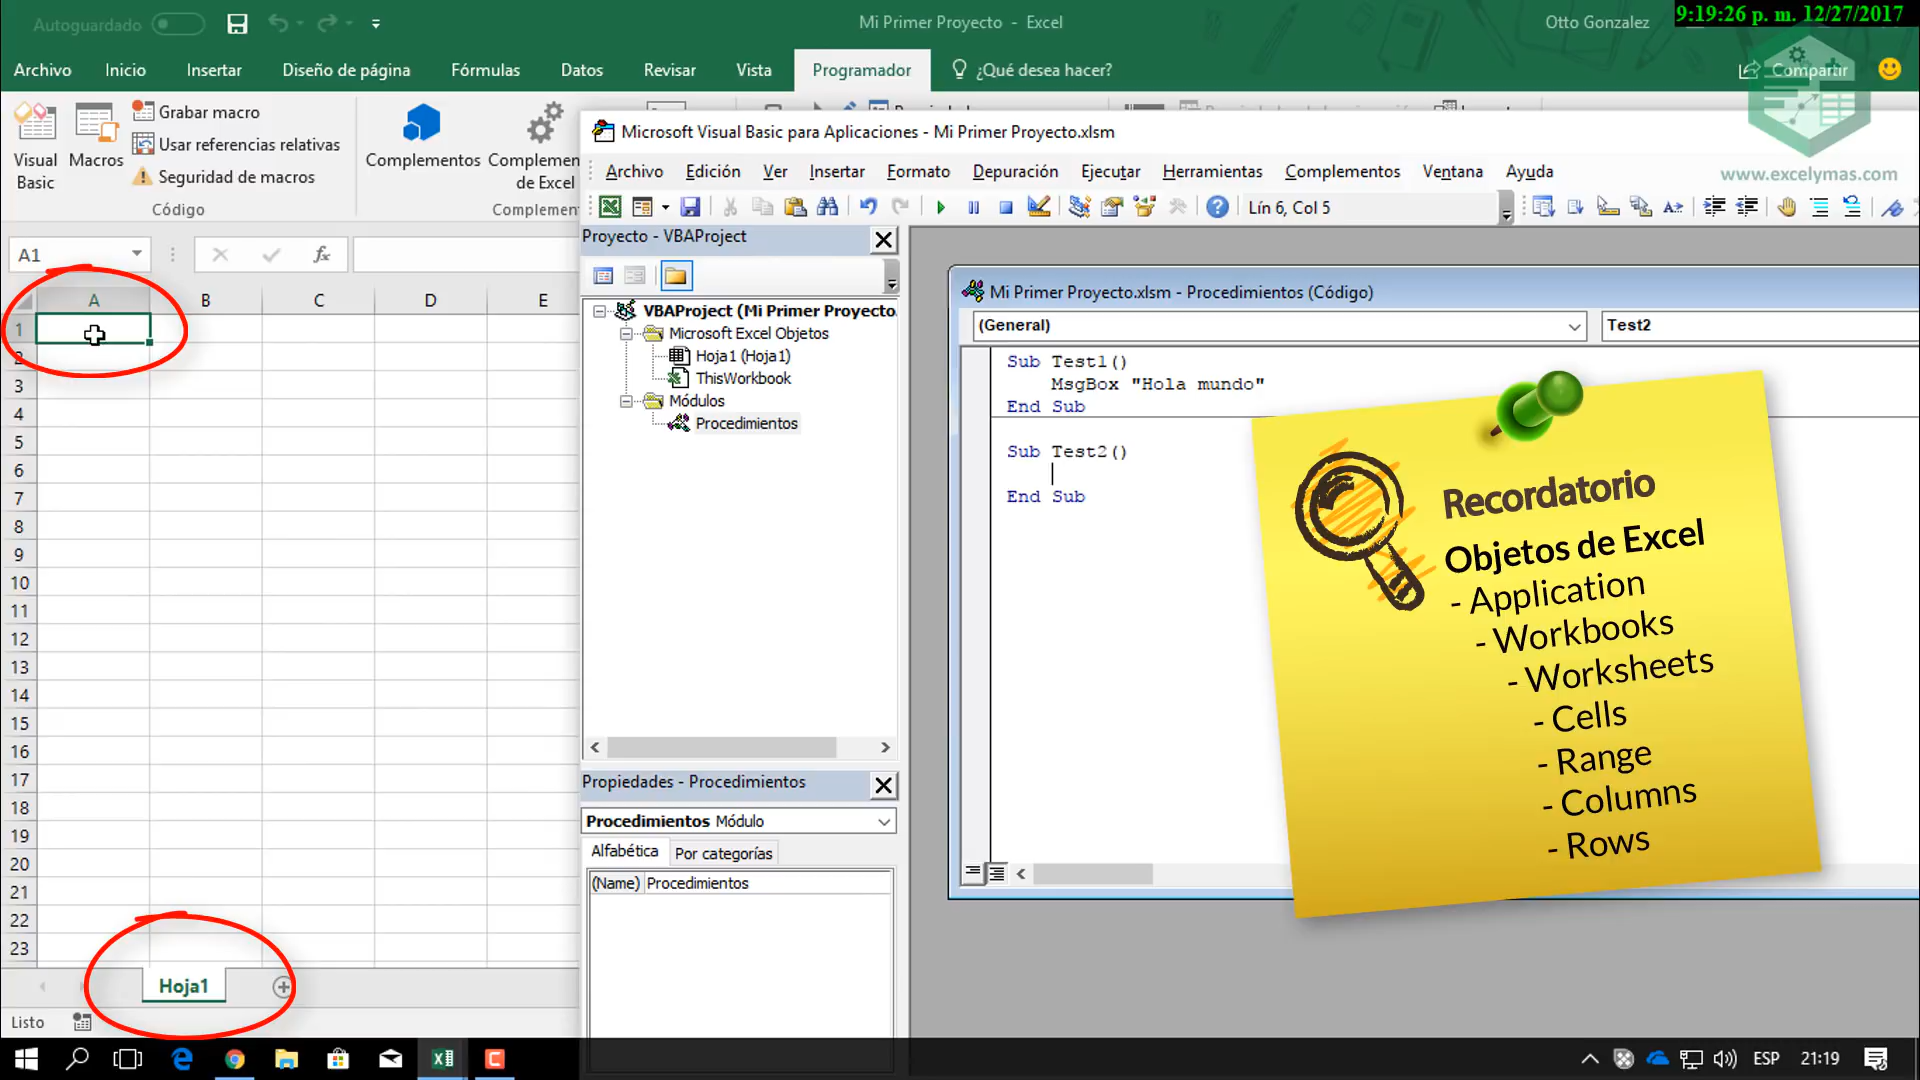 Autoguardado
Mi Primer Proyecto - Excel
Otto Gonzalez
9:19:26 p. m. 12/27/2017
Archivo
Inicio
Insertar
Diseño de página
Fórmulas
Datos
Revisar
Vista
Programador
¿Qué desea hacer?
Compartir
Visual
Basic
Macros
Grabar macro
Usar referencias relativas
Seguridad de macros
Código
Complementos
Complemen
de Excel
Complemen
www.excelymas.com
Microsoft Visual Basic para Aplicaciones - Mi Primer Proyecto.xlsm
Archivo Edición Ver Insertar Formato Depuración Ejecutar Herramientas Complementos Ventana Ayuda
Lín 6, Col 5
A1
fx
A B C D E
1
2
3
4
5
6
7
8
9
10
11
12
13
14
15
16
17
18
19
20
21
22
23
Hoja1
Listo
Proyecto - VBAProject
VBAProject (Mi Primer Proyecto.
Microsoft Excel Objetos
Hoja1 (Hoja1)
ThisWorkbook
Módulos
Procedimientos
Propiedades - Procedimientos
Procedimientos Módulo
Alfabética
Por categorías
(Name) Procedimientos
Mi Primer Proyecto.xlsm - Procedimientos (Código)
(General)
Test2
Sub Test1()
MsgBox "Hola mundo"
End Sub
Sub Test2()
End Sub
Recordatorio
Objetos de Excel
- Application
- Workbooks
- Worksheets
- Cells
- Range
- Columns
- Rows
ESP
21:19